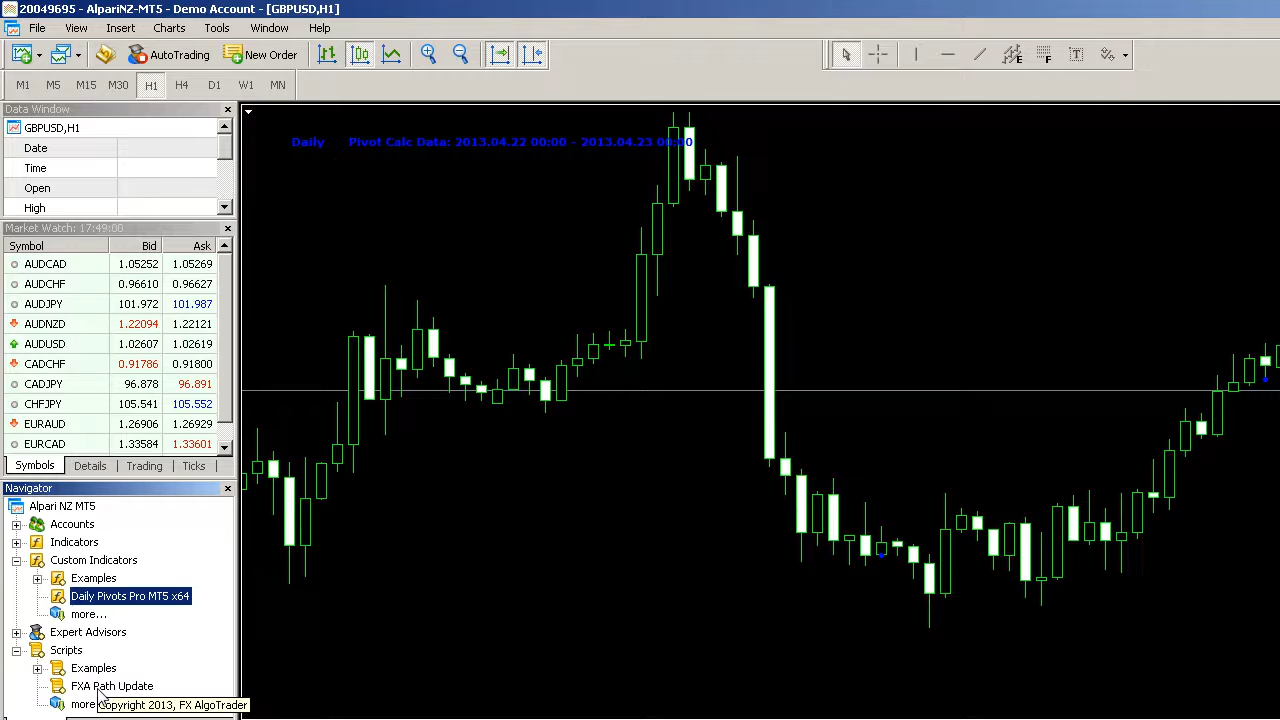 20049695 - AlpariNZ-MT5 - Demo Account - [GBPUSD,H1]
File View Insert Charts Tools Window Help
AutoTrading New Order E F T
M1 M5 M15 M30 H1 H4 D1 W1 MN
Data Window
GBPUSD,H1
Date
Time
Open
High
Daily Pivot Calc Data: 2013.04.22 00:00 - 2013.04.23 00:00
Market Watch: 17:49:00
Symbol Bid Ask
AUDCAD 1.05252 1.05269
AUDCHF 0.96610 0.96627
AUDJPY 101.972 101.987
AUDNZD 1.22094 1.22121
AUDUSD 1.02607 1.02619
CADCHF 0.91786 0.91800
CADJPY 96.878 96.891
CHFJPY 105.541 105.552
EURAUD 1.26906 1.26929
EURCAD 1.33584 1.33601
Symbols Details Trading Ticks
Navigator
Alpari NZ MT5
Accounts
Indicators
Custom Indicators
Examples
Daily Pivots Pro MT5 x64
more...
Expert Advisors
Scripts
Examples
FXA Path Update
more
Copyright 2013, FX AlgoTrader